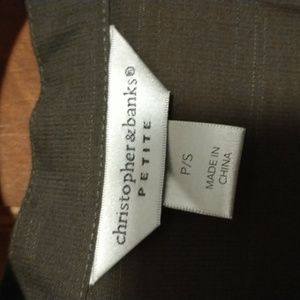 christopher & banks®
PETITE
P/S
MADE IN
CHINA